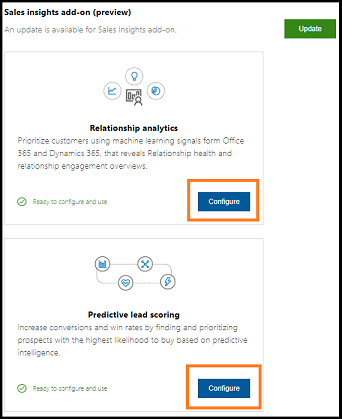 Sales insights add-on (preview)
An update is available for Sales Insights add-on.
Update
Relationship analytics
Prioritize customers using machine learning signals form Office
365 and Dynamics 365, that reveals Relationship health and
relationship engagement overviews.
Ready to configure and use
Configure
Predictive lead scoring
Increase conversions and win rates by finding and prioritizing
prospects with the highest likelihood to buy based on predictive
intelligence.
Ready to configure and use
Configure